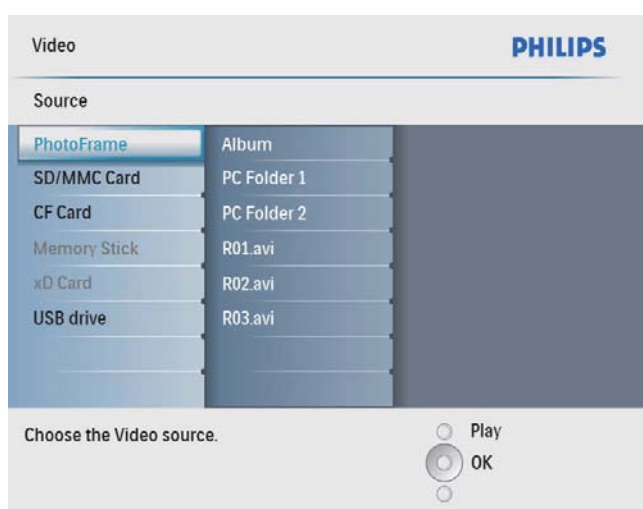 Video
PHILIPS
Source
PhotoFrame
SD/MMC Card
CF Card
Memory Stick
xD Card
USB drive
Album
PC Folder 1
PC Folder 2
R01.avi
R02.avi
R03.avi
Choose the Video source.
Play
OK